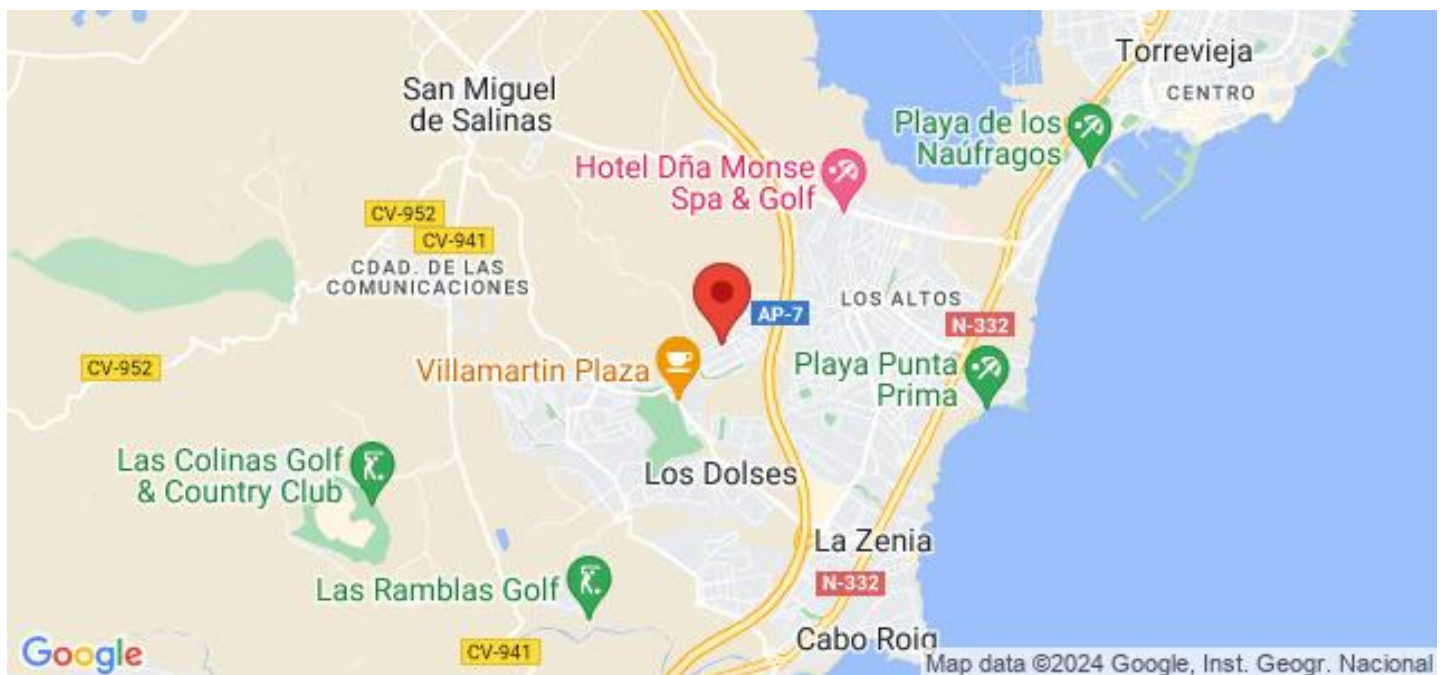 Torrevieja
CENTRO
San Miguel
de Salinas
Playa de los
Naúfragos
Hotel Dña Monse
Spa & Golf
CV-952
CV-941
CDAD. DE LAS
COMUNICACIONES
LOS ALTOS
AP-7
N-332
CV-952
Villamartin Plaza
Playa Punta
Prima
Las Colinas Golf
& Country Club
Los Dolses
La Zenia
Las Ramblas Golf
N-332
Cabo Roig
CV-941
Google
Map data ©2024 Google, Inst. Geogr. Nacional